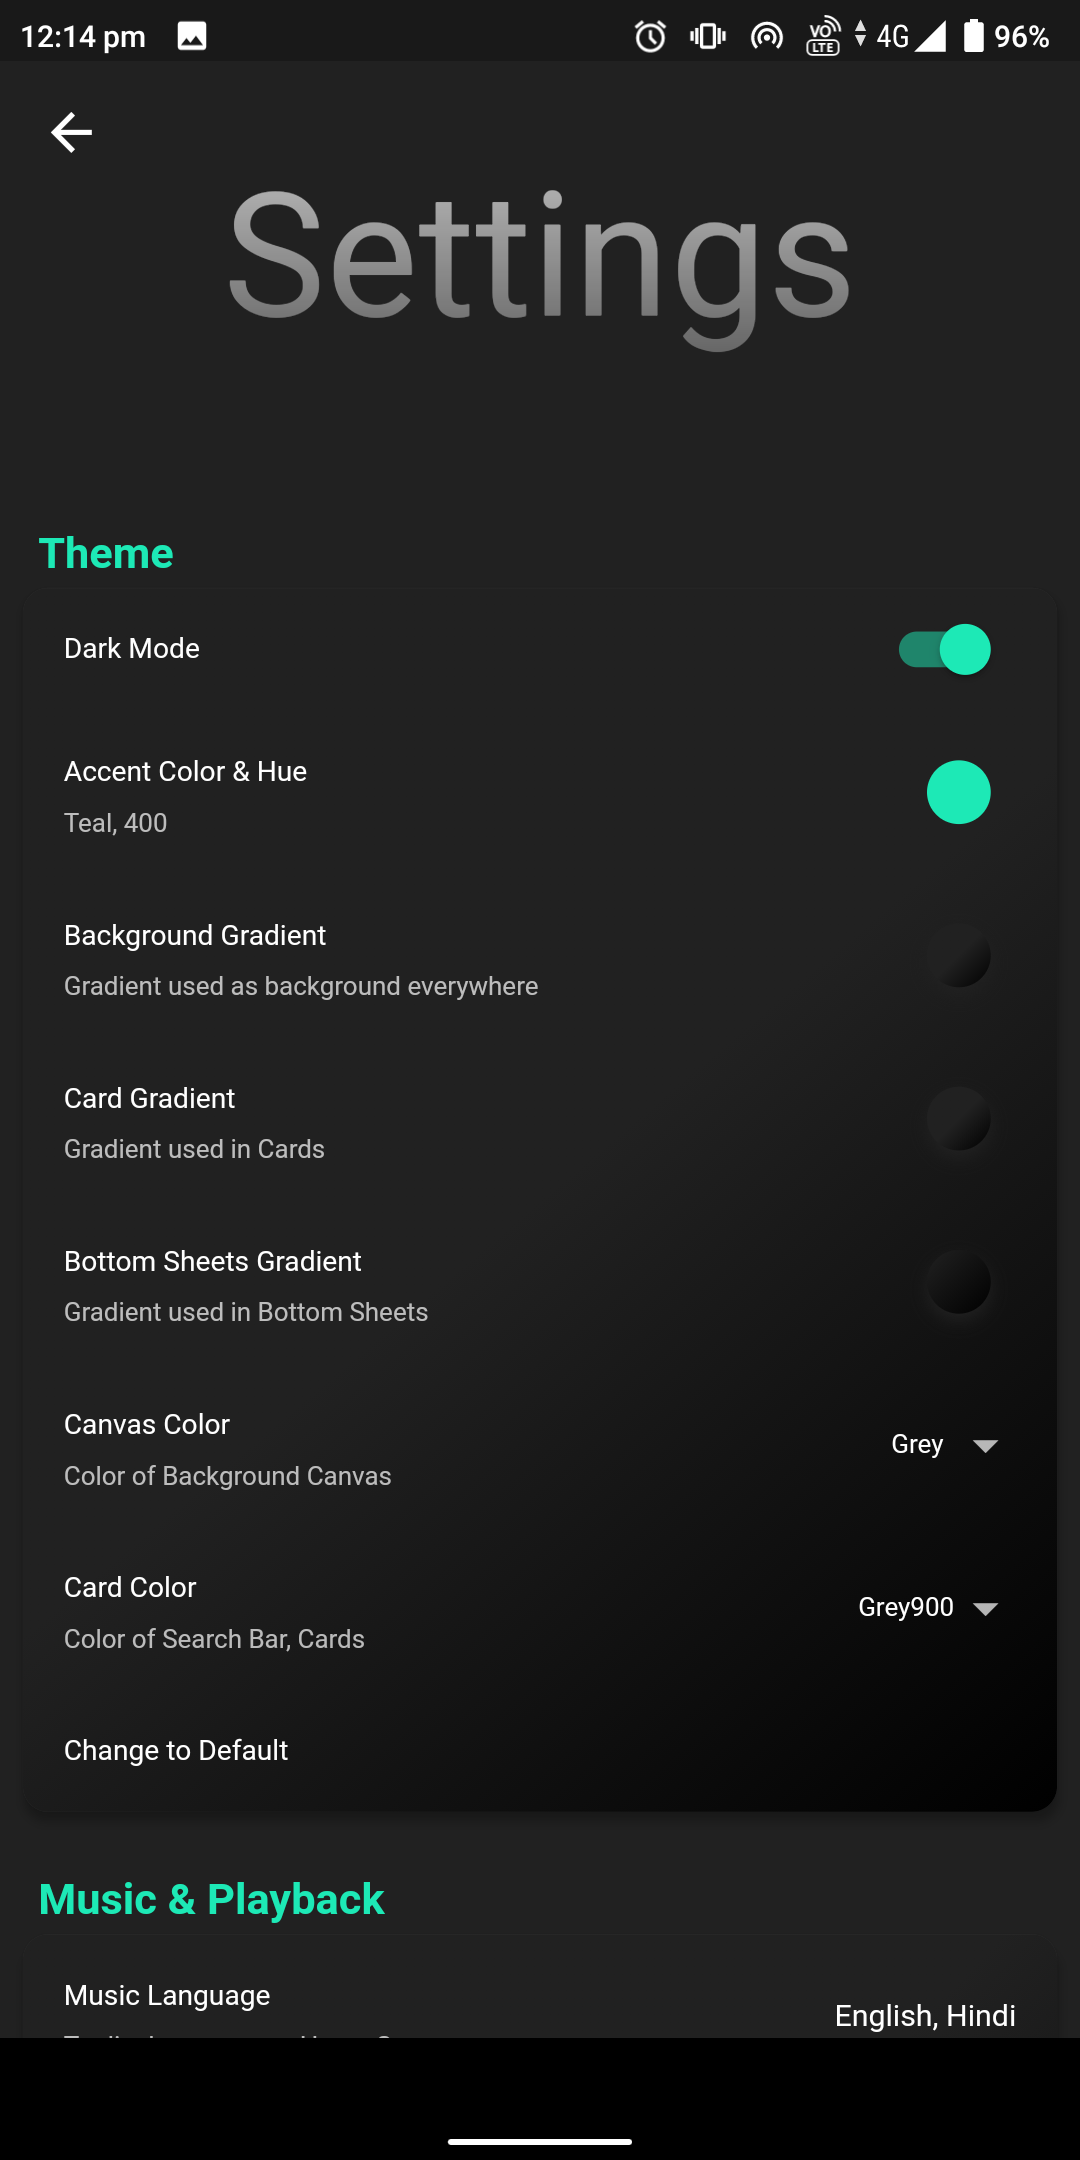 12:14 pm
VO
LTE
4G
96%
Settings
Theme
Dark Mode
Accent Color & Hue
Teal, 400
Background Gradient
Gradient used as background everywhere
Card Gradient
Gradient used in Cards
Bottom Sheets Gradient
Gradient used in Bottom Sheets
Canvas Color
Grey
Color of Background Canvas
Card Color
Grey900
Color of Search Bar, Cards
Change to Default
Music & Playback
Music Language
English, Hindi